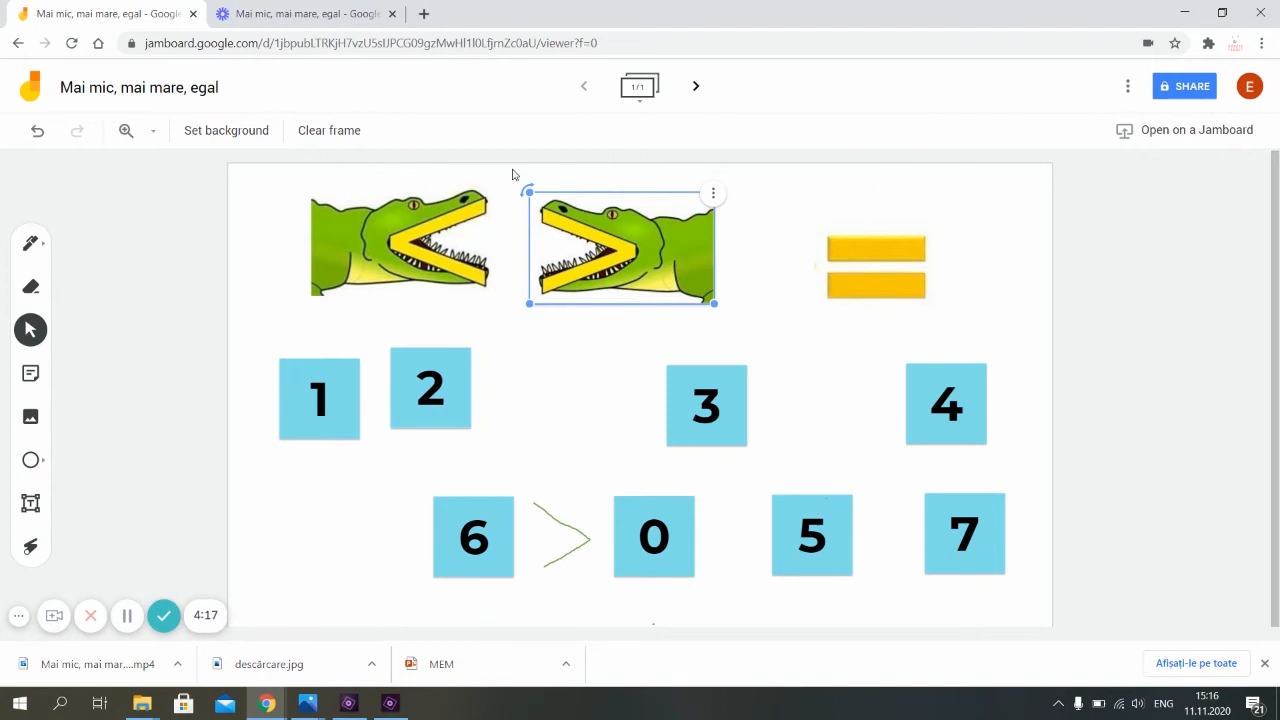 Mai mic, mai mare, egal - Google
Mai mic, mai mare, egal - Google
jamboard.google.com/d/1jbpubLTRKjH7vzU5slJPCG09gzMwHl1l0LfjrnZc0aU/viewer?f=0
Mai mic, mai mare, egal
1/1
SHARE
E
Set background
Clear frame
Open on a Jamboard
1
2
3
4
6 > 0
5
7
4:17
Mai mic, mai mar....mp4
descărcare.jpg
MEM
Afișați-le pe toate
ENG
15:16
11.11.2020
21